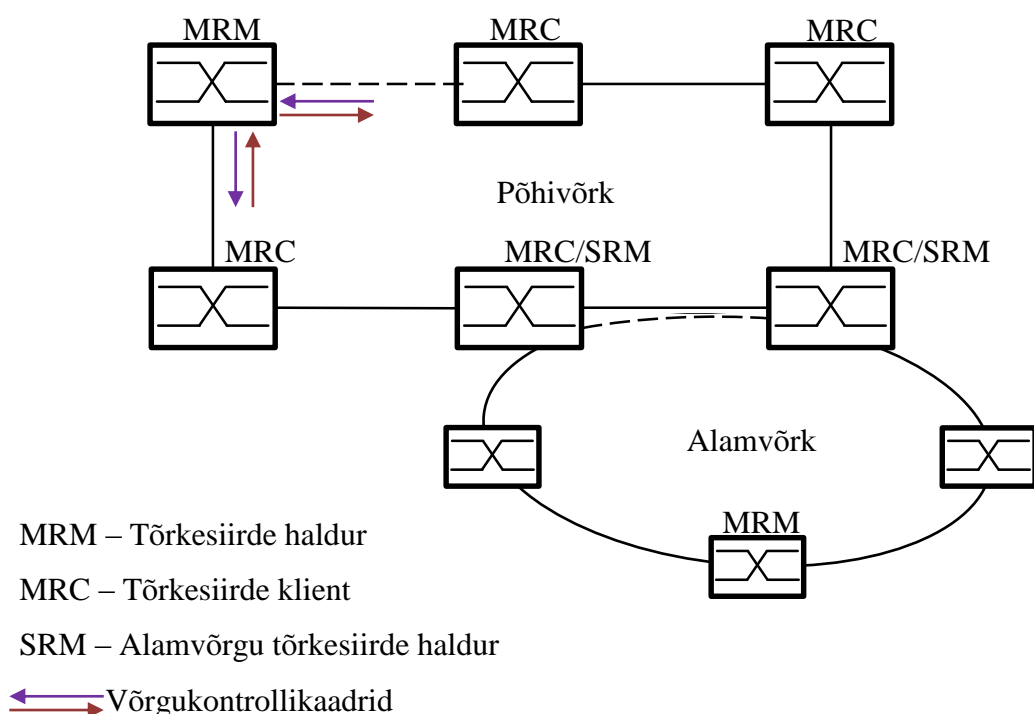 MRM
MRC
MRC
Põhivõrk
MRC
MRC/SRM
MRC/SRM
Alamvõrk
MRM
MRM – Tõrkesiirde haldur
MRC – Tõrkesiirde klient
SRM – Alamvõrgu tõrkesiirde haldur
Võrgukontrollikaadrid